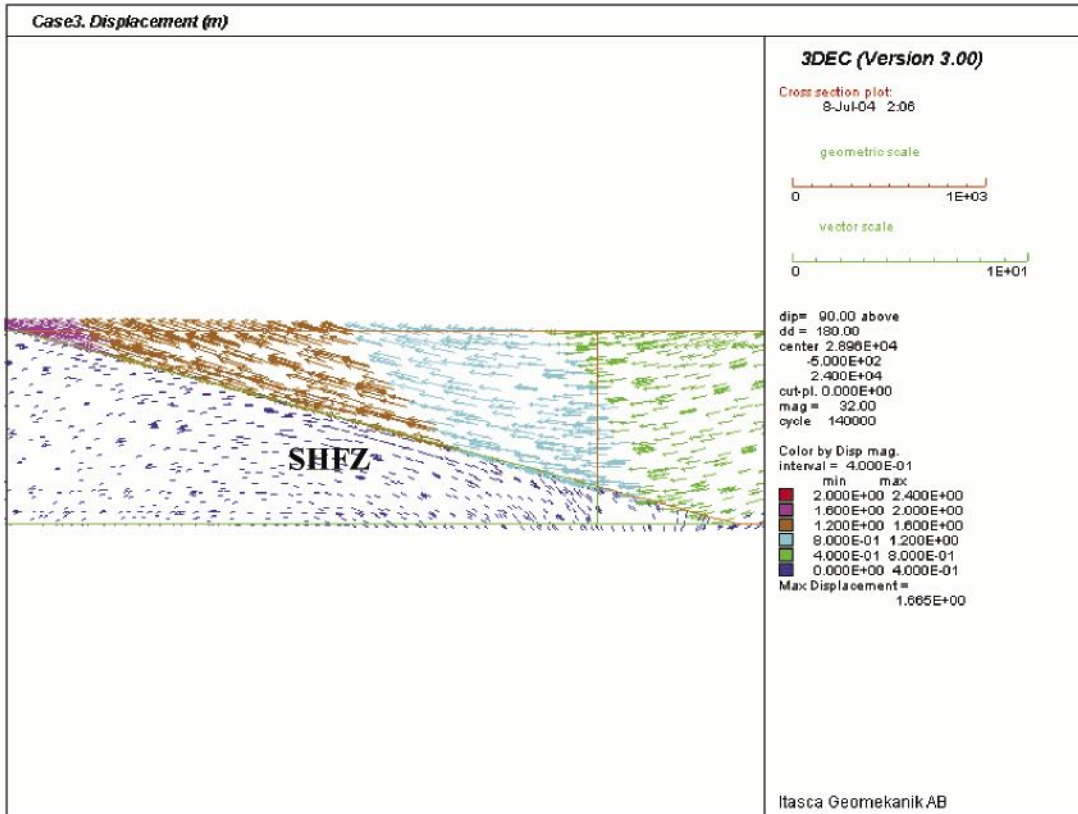 Case3. Displacement (m)
3DEC (Version 3.00)
Cross section plot:
8-Jul-04 2:06
geometric scale
0 1E+03
vector scale
0 1E+01
dip= 90.00 above
dd = 180.00
center 2.896E+04
-5.000E+02
2.400E+04
cut-pl. 0.000E+00
mag = 32.00
cycle 140000
Color by Disp mag.
interval = 4.000E-01
min max
2.000E+00 2.400E+00
1.600E+00 2.000E+00
1.200E+00 1.600E+00
8.000E-01 1.200E+00
4.000E-01 8.000E-01
0.000E+00 4.000E-01
Max Displacement =
1.665E+00
SHFZ
Itasca Geomekanik AB